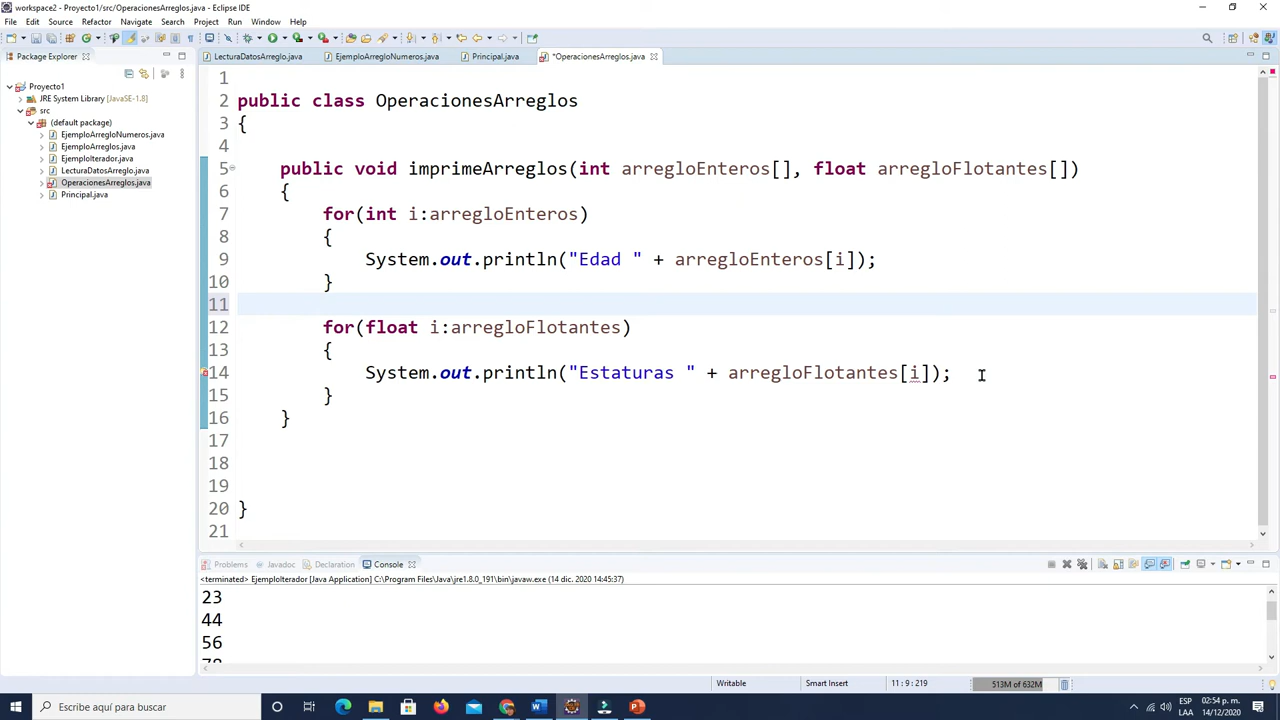 workspace2 - Proyecto1/src/OperacionesArreglos.java - Eclipse IDE
File Edit Source Refactor Navigate Search Project Run Window Help
Package Explorer
LecturaDatosArreglo.java
EjemploArregloNumeros.java
Principal.java
*OperacionesArreglos.java
Proyecto1
JRE System Library [JavaSE-1.8]
src
(default package)
EjemploArregloNumeros.java
EjemploArreglos.java
EjemploIterador.java
LecturaDatosArreglo.java
OperacionesArreglos.java
Principal.java
1
2 public class OperacionesArreglos
3 {
4
5 public void imprimeArreglos(int arregloEnteros[], float arregloFlotantes[])
6 {
7 for(int i:arregloEnteros)
8 {
9 System.out.println("Edad " + arregloEnteros[i]);
10 }
11
12 for(float i:arregloFlotantes)
13 {
14 System.out.println("Estaturas " + arregloFlotantes[i]);
15 }
16 }
17
18
19
20 }
21
Problems Javadoc Declaration Console
<terminated> EjemploIterador [Java Application] C:\Program Files\Java\jre1.8.0_191\bin\javaw.exe (14 dic. 2020 14:45:37)
23
44
56
78
Writable Smart Insert 11 : 9 : 219 513M of 632M
Escribe aquí para buscar
ESP
LAA
02:54 p. m.
14/12/2020